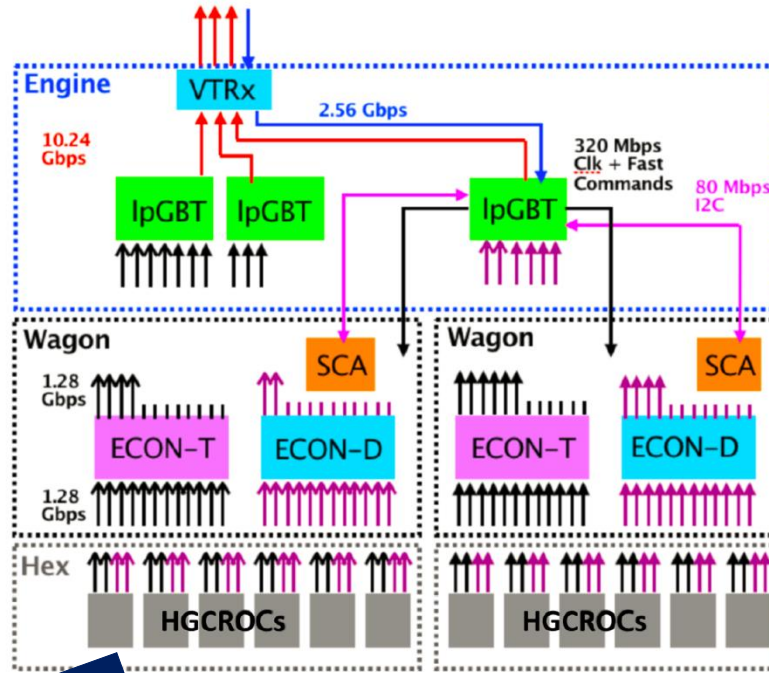 Engine
VTRx
2.56 Gbps
10.24
Gbps
320 Mbps
Clk + Fast
Commands
80 Mbps
I2C
lpGBT
lpGBT
lpGBT
Wagon
Wagon
SCA
SCA
1.28
Gbps
ECON-T
ECON-D
ECON-T
ECON-D
1.28
Gbps
Hex
HGCROCs
HGCROCs